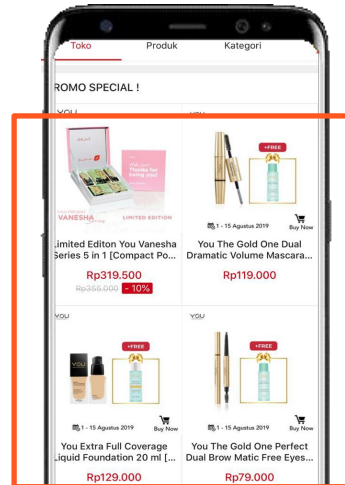 Toko Produk Kategori
ROMO SPECIAL !
YOU YOU
Thanks for
loving you!
VANESHA
LIMITED EDITION
+FREE
1 - 15 Agustus 2019 Buy Now
Limited Editon You Vanesha
Series 5 in 1 [Compact Po...
Rp319.500
Rp355.000 - 10%
You The Gold One Dual
Dramatic Volume Mascara...
Rp119.000
YOU YOU
+FREE
1 - 15 Agustus 2019 Buy Now
You Extra Full Coverage
Liquid Foundation 20 ml [...
Rp129.000
+FREE
1 - 15 Agustus 2019 Buy Now
You The Gold One Perfect
Dual Brow Matic Free Eyes...
Rp79.000